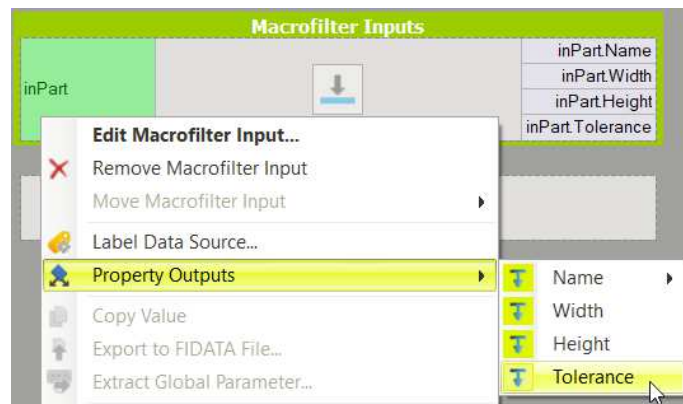 Macrofilter Inputs
inPart
inPart.Name
inPart.Width
inPart.Height
inPart.Tolerance
Edit Macrofilter Input...
Remove Macrofilter Input
Move Macrofilter Input
Label Data Source...
Property Outputs
Copy Value
Export to FIDATA File...
Extract Global Parameter...
Name
Width
Height
Tolerance